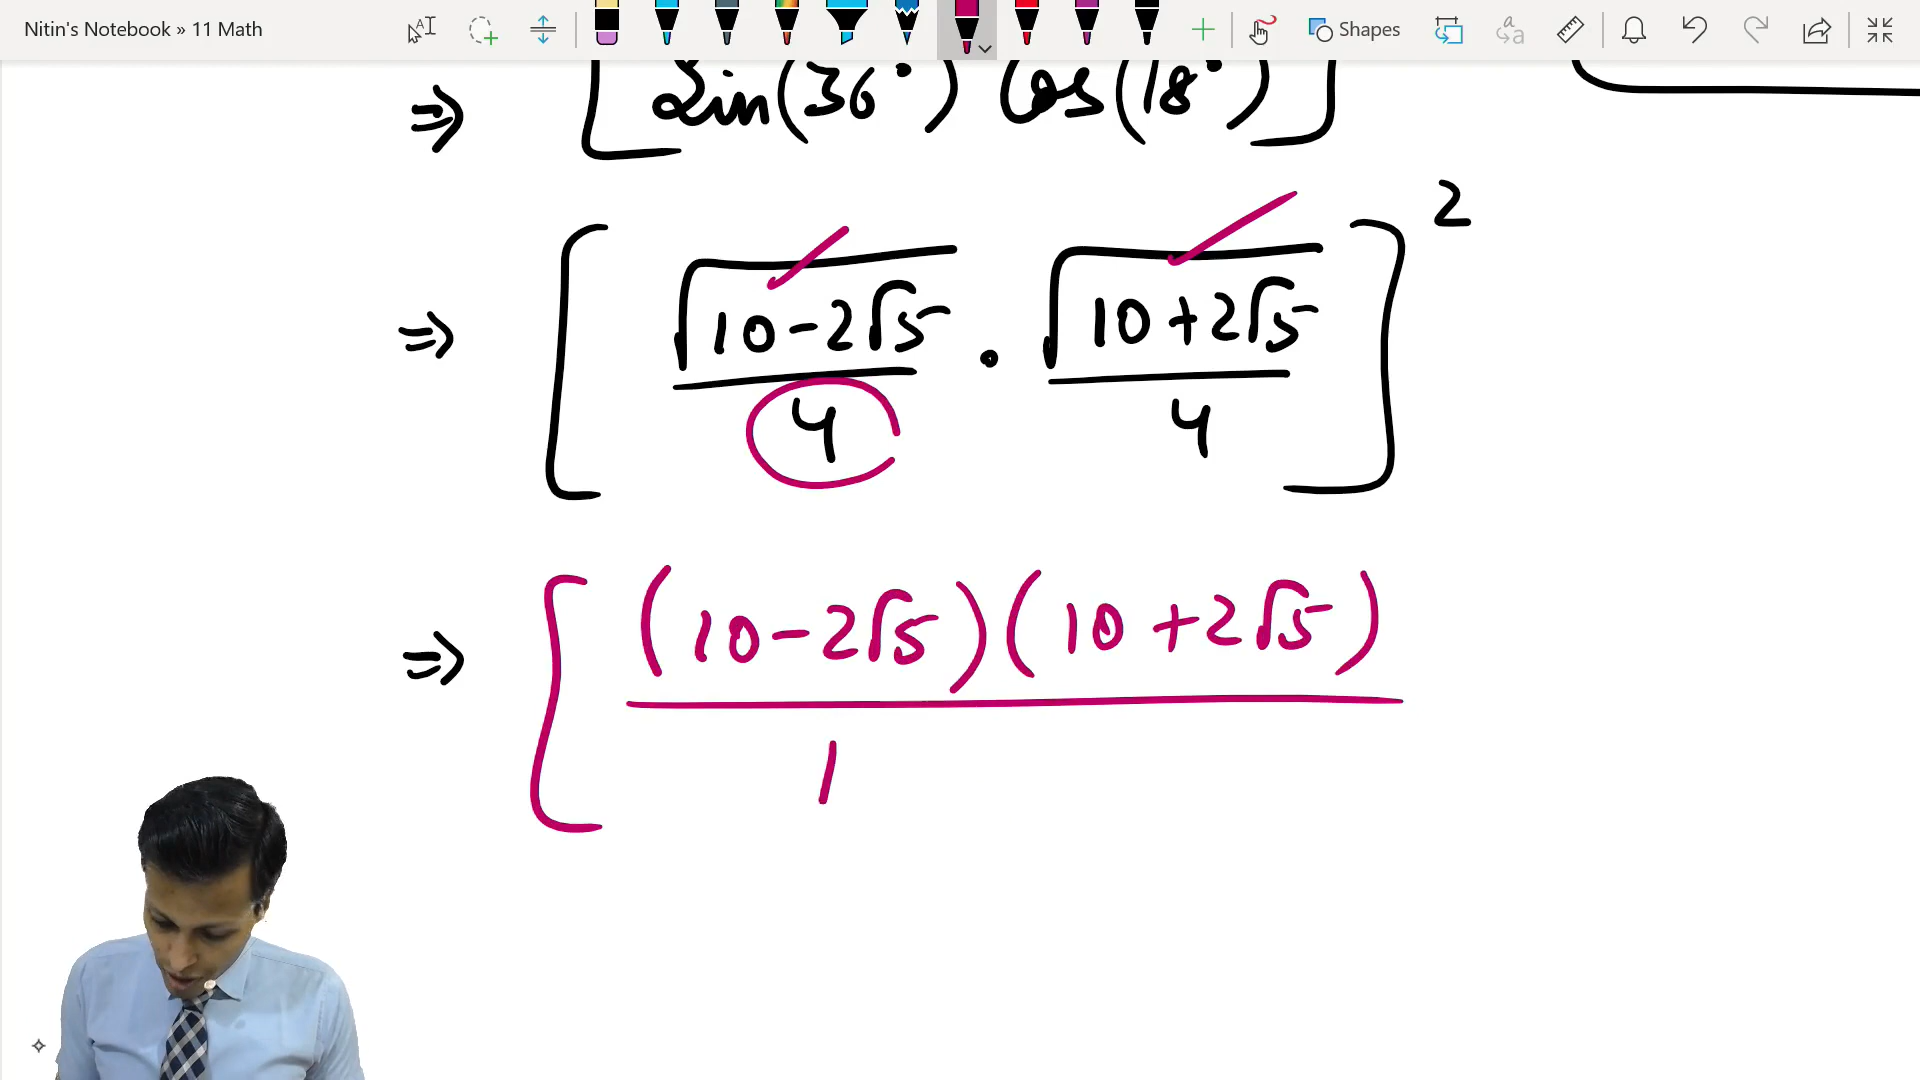 Nitin's Notebook » 11 Math
Shapes
⇒ [Sin(36°) Cos(18°)]
⇒ [√(10-2√5)/4 · √(10+2√5)/4]²
⇒ [(10-2√5)(10+2√5)
1